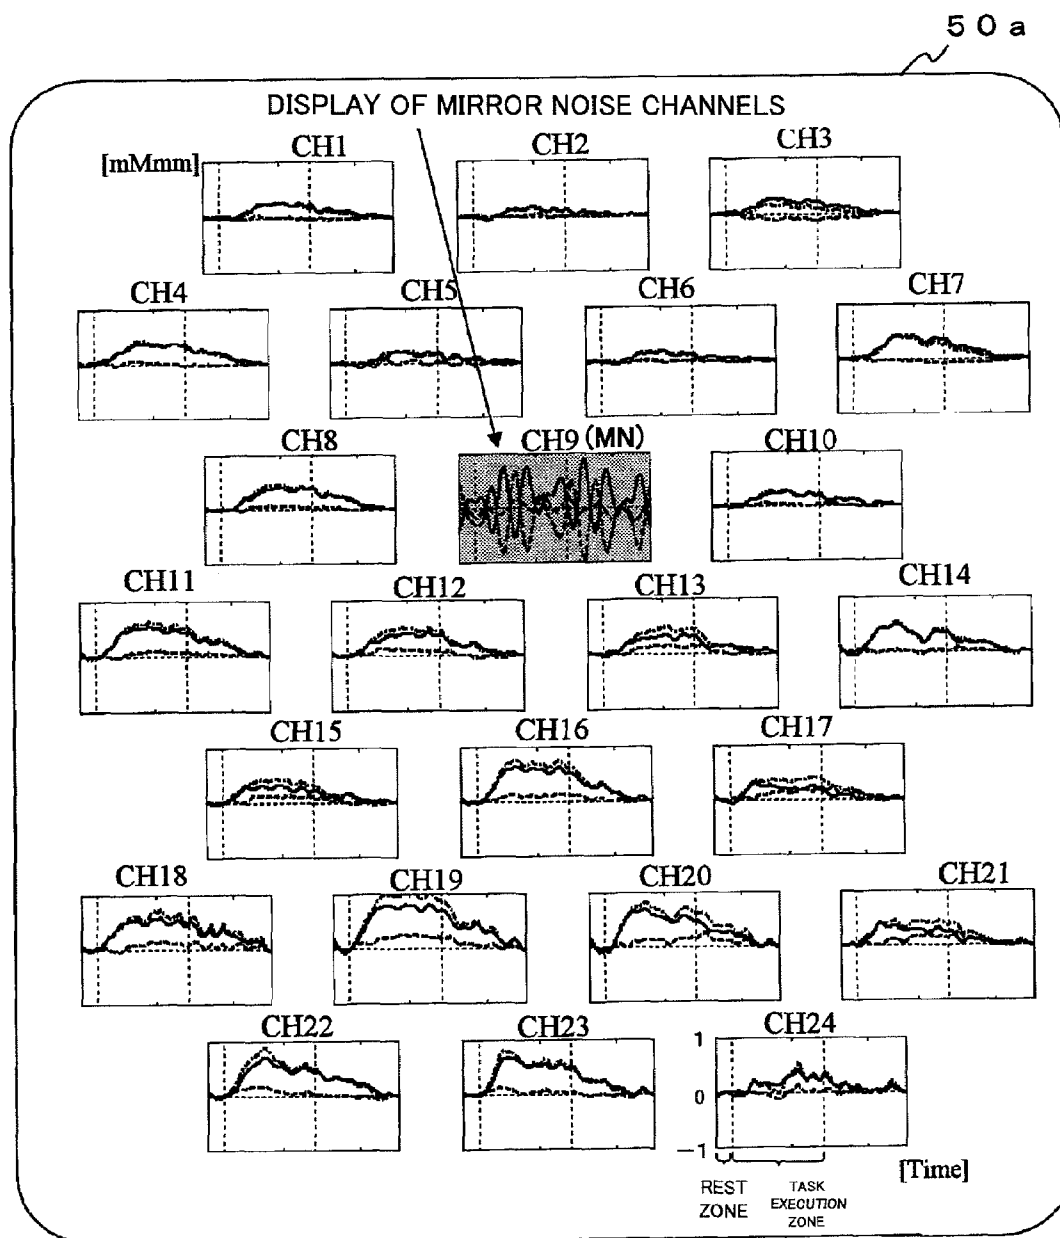 50a
DISPLAY OF MIRROR NOISE CHANNELS
[mMmm]
CH1
CH2
CH3
CH4
CH5
CH6
CH7
CH8
CH9 (MN)
CH10
CH11
CH12
CH13
CH14
CH15
CH16
CH17
CH18
CH19
CH20
CH21
CH22
CH23
CH24
1
0
-1
[Time]
REST
ZONE
TASK
EXECUTION
ZONE